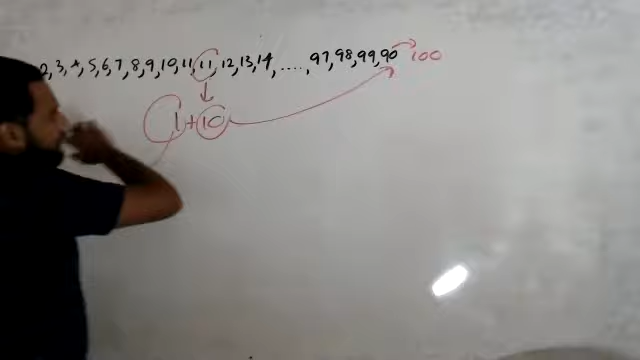 2, 3, 4, 5, 6, 7, 8, 9, 10, 11, 11, 12, 13, 14, ...., 97, 98, 99, 90 100
1 + 10